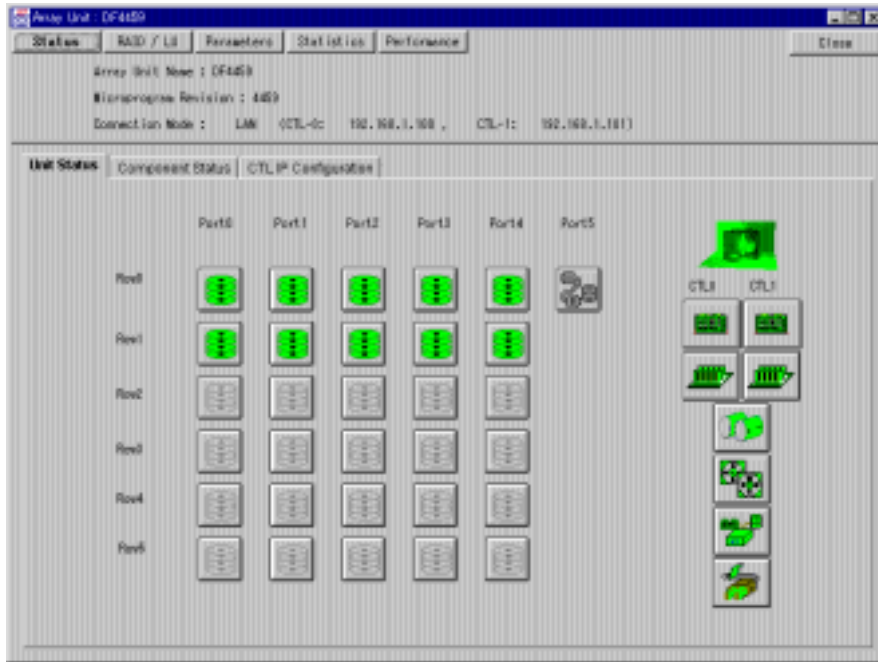 Array Unit : DF4459
Status RAID / LU Parameters Statistics Performance Close
Array Unit Name : DF4459
Microprogram Revision : 4459
Connection Mode : LAN (CTL-0: 192.168.1.100 , CTL-1: 192.168.1.101)
Unit Status Component Status CTL IP Configuration
Port0 Port1 Port2 Port3 Port4 Port5
Row0
CTL0 CTL1
Row1
Row2
Row3
Row4
Row5